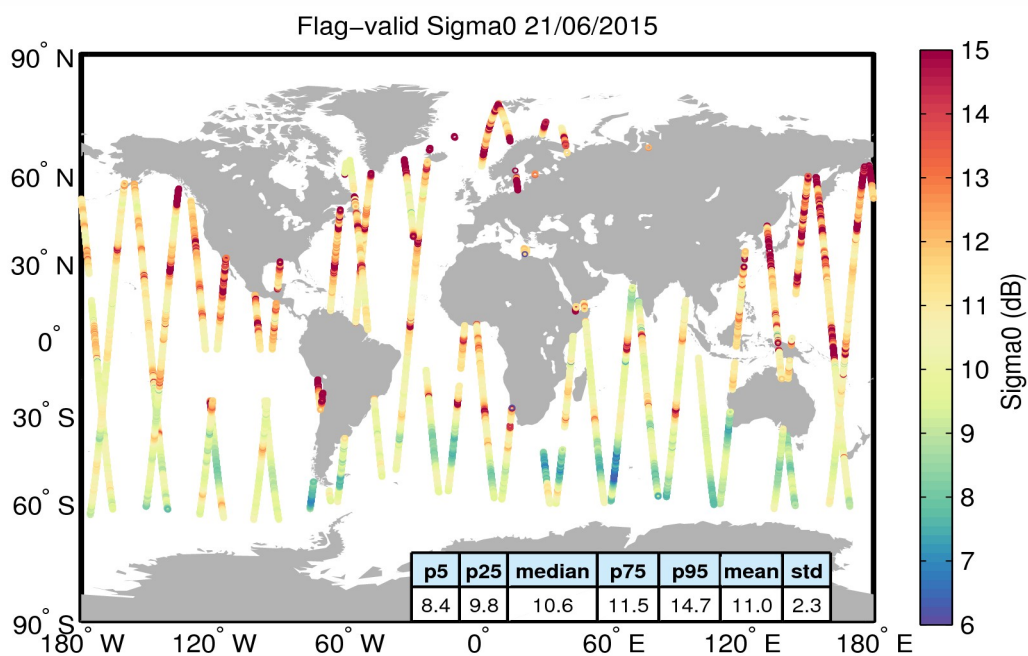 Flag-valid Sigma0 21/06/2015
90° N
60° N
30° N
0°
30° S
60° S
90° S
180° W
120° W
60° W
0°
60° E
120° E
180° E
15
14
13
12
11
10
9
8
7
6
Sigma0 (dB)
p5 p25 median p75 p95 mean std
8.4 9.8 10.6 11.5 14.7 11.0 2.3